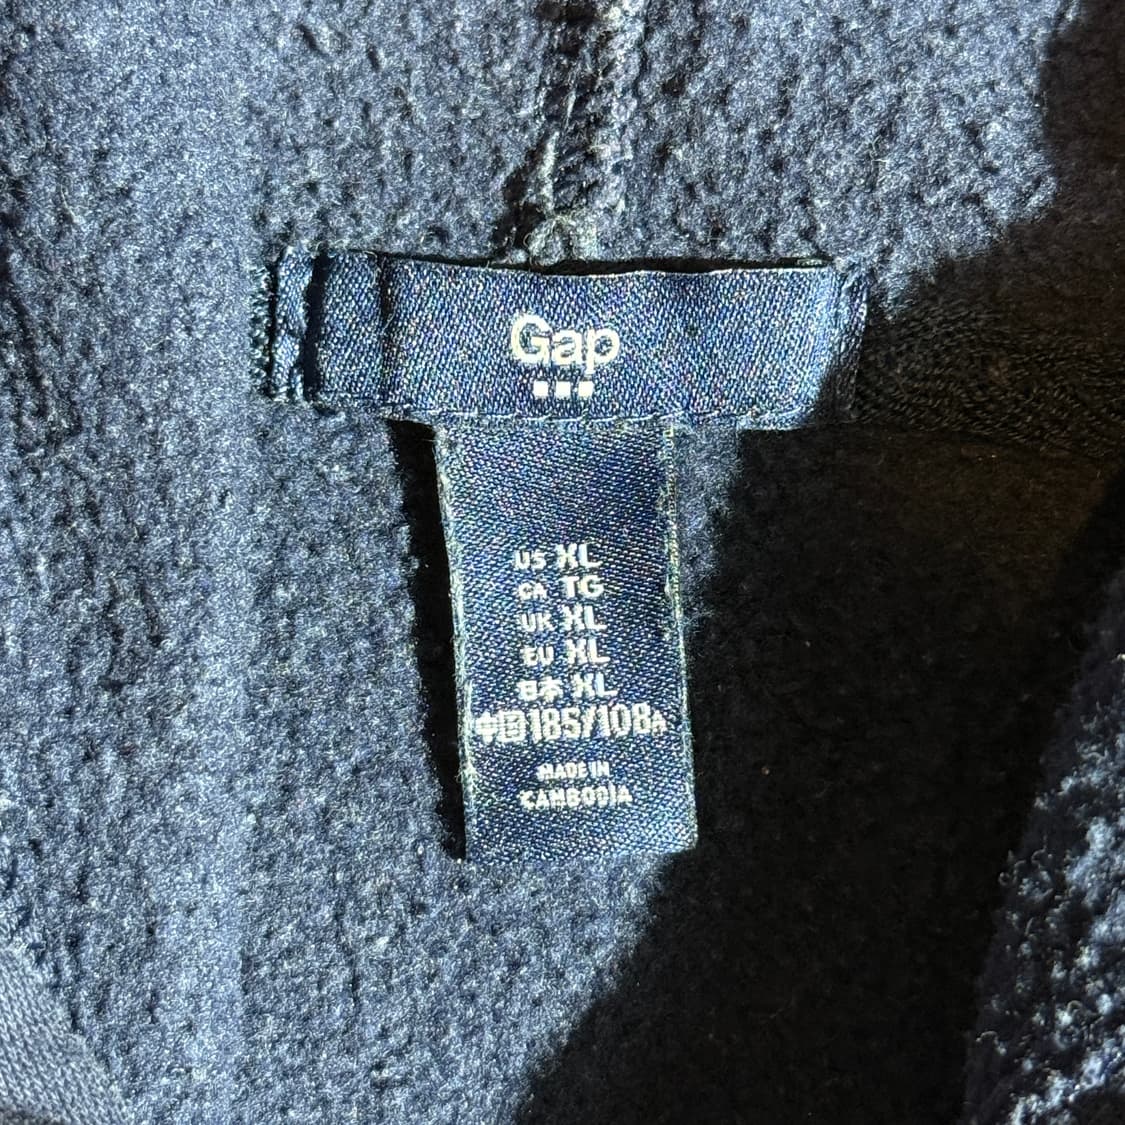 Gap
US XL
CA TG
UK XL
EU XL
日本 XL
中国 185/108A
MADE IN
CAMBODIA